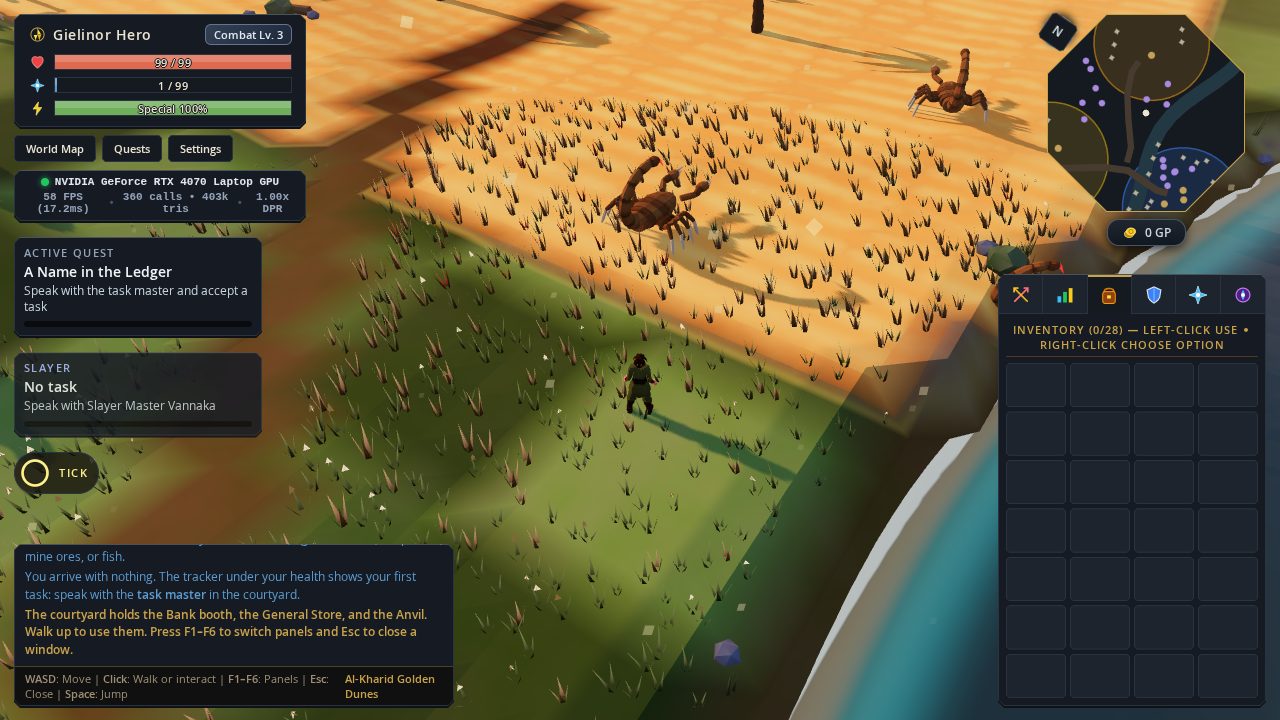 Gielinor Hero
Combat Lv. 3
99 / 99
1 / 99
Special 100%
World Map
Quests
Settings
NVIDIA GeForce RTX 4070 Laptop GPU
58 FPS (17.2ms) • 360 calls • 403k tris • 1.00x DPR
ACTIVE QUEST
A Name in the Ledger
Speak with the task master and accept a
task
SLAYER
No task
Speak with Slayer Master Vannaka
TICK
mine ores, or fish.
You arrive with nothing. The tracker under your health shows your first
task: speak with the task master in the courtyard.
The courtyard holds the Bank booth, the General Store, and the Anvil.
Walk up to use them. Press F1–F6 to switch panels and Esc to close a
window.
WASD: Move | Click: Walk or interact | F1–F6: Panels | Esc:
Close | Space: Jump
Al-Kharid Golden
Dunes
N
0 GP
INVENTORY (0/28) — LEFT-CLICK USE •
RIGHT-CLICK CHOOSE OPTION